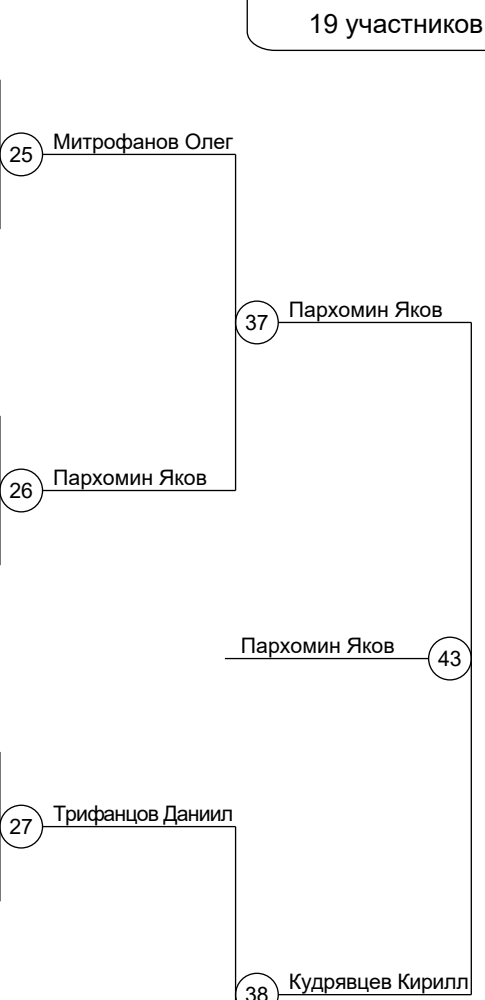 19 участников
25 Митрофанов Олег
37 Пархомин Яков
26 Пархомин Яков
Пархомин Яков 43
27 Трифанцов Даниил
38 Кудрявцев Кирилл